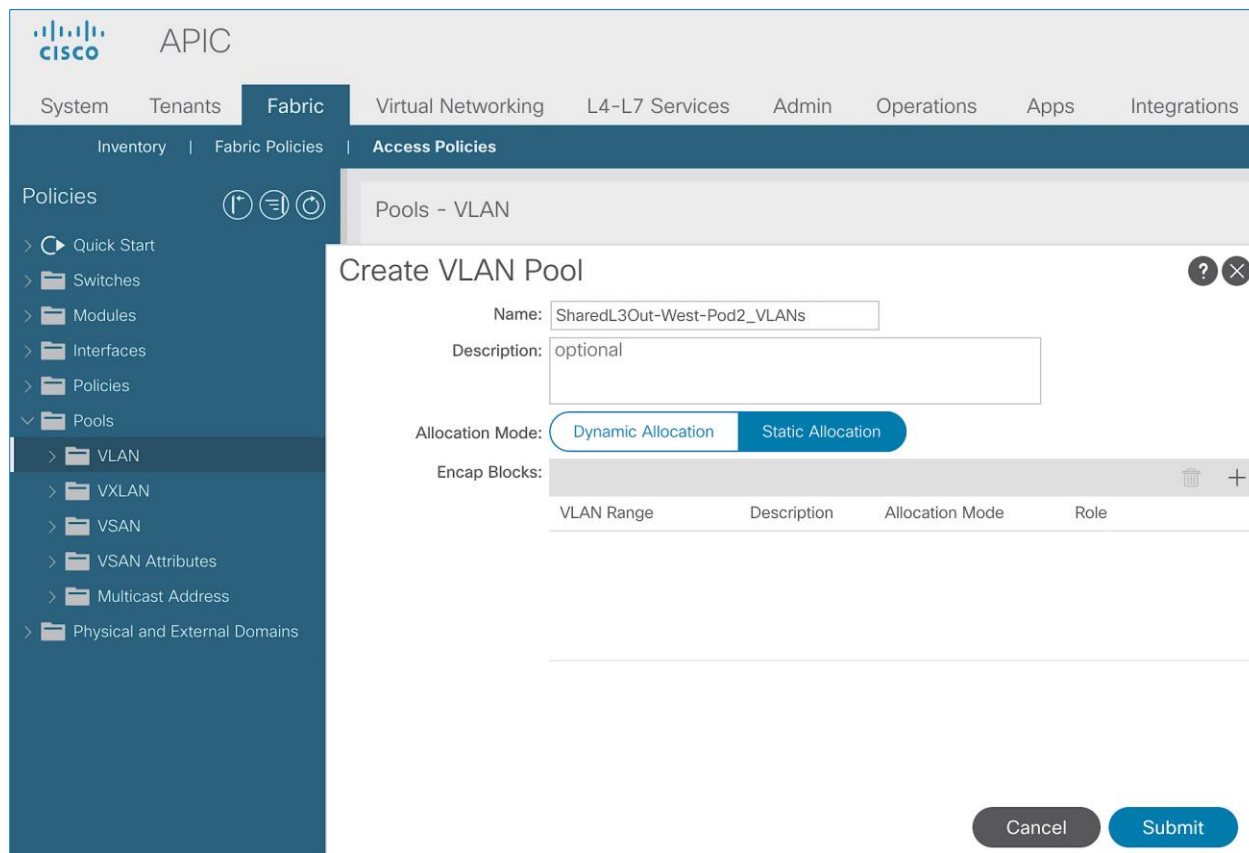 CISCO APIC
System Tenants Fabric Virtual Networking L4-L7 Services Admin Operations Apps Integrations
Inventory | Fabric Policies | Access Policies
Policies
Quick Start
Switches
Modules
Interfaces
Policies
Pools
VLAN
VXLAN
VSAN
VSAN Attributes
Multicast Address
Physical and External Domains
Pools - VLAN
Create VLAN Pool
Name: SharedL3Out-West-Pod2_VLANs
Description: optional
Allocation Mode: Dynamic Allocation Static Allocation
Encap Blocks:
VLAN Range Description Allocation Mode Role
Cancel Submit